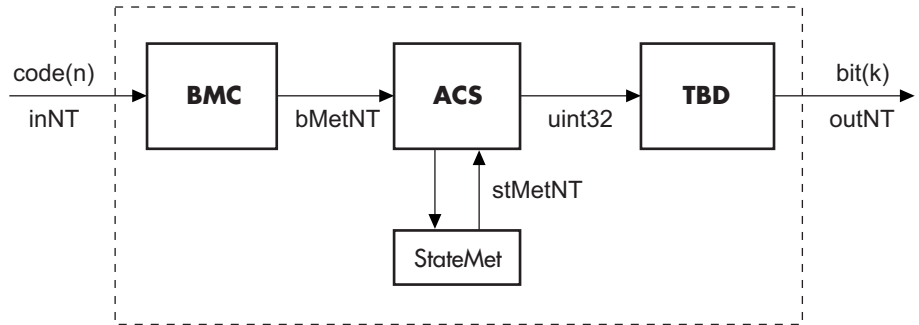 code(n)
inNT
BMC
bMetNT
ACS
uint32
TBD
bit(k)
outNT
stMetNT
StateMet